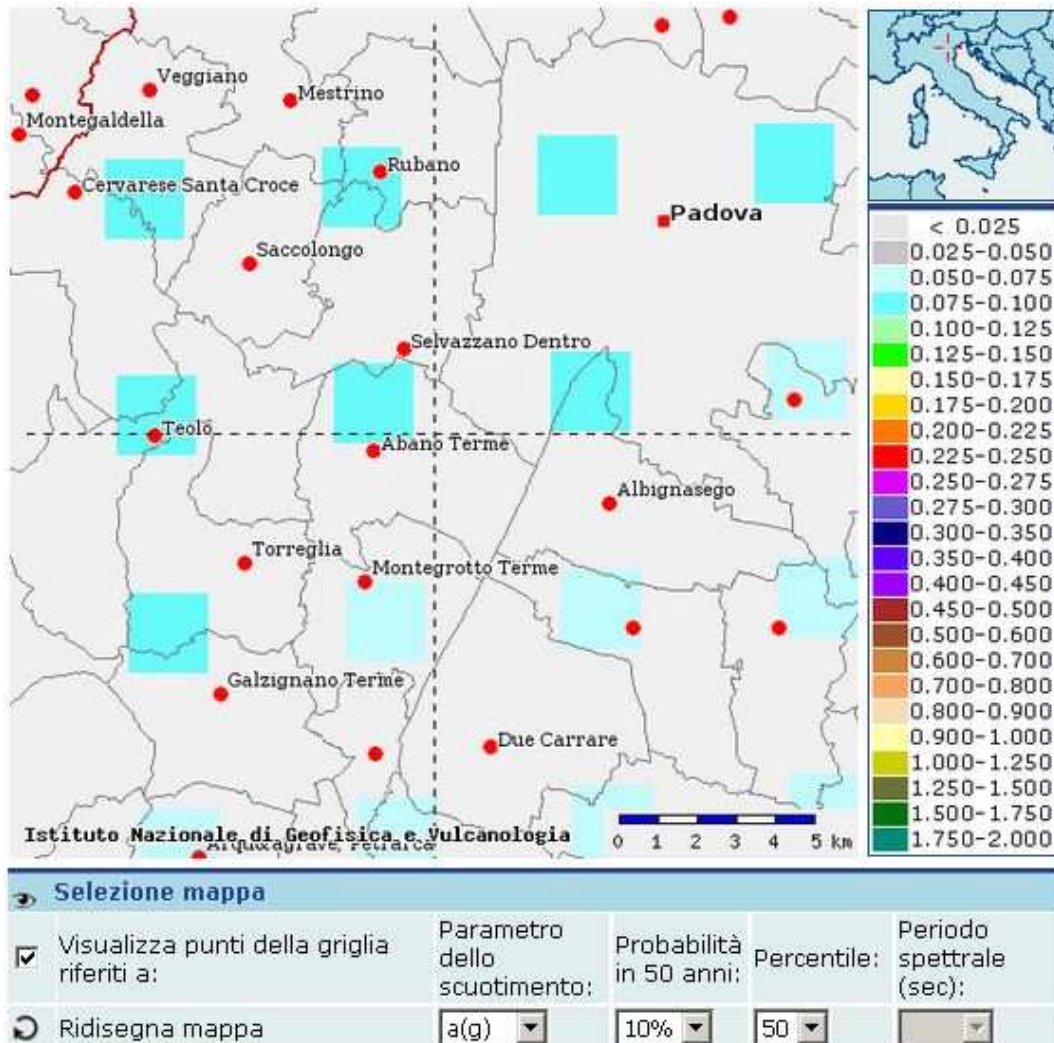 Veggiano
Mestrino
Montegaldella
Rubano
Cervarese Santa Croce
Padova
Saccolongo
Selvazzano Dentro
Teolo
Abano Terme
Albignasego
Torreglia
Montegrotto Terme
Galzignano Terme
Due Carrare
Istituto Nazionale di Geofisica e Vulcanologia
Arqu&agrave; Petrarca
0 1 2 3 4 5 km
< 0.025
0.025-0.050
0.050-0.075
0.075-0.100
0.100-0.125
0.125-0.150
0.150-0.175
0.175-0.200
0.200-0.225
0.225-0.250
0.250-0.275
0.275-0.300
0.300-0.350
0.350-0.400
0.400-0.450
0.450-0.500
0.500-0.600
0.600-0.700
0.700-0.800
0.800-0.900
0.900-1.000
1.000-1.250
1.250-1.500
1.500-1.750
1.750-2.000
Selezione mappa
Visualizza punti della griglia
riferiti a:
Parametro
dello
scuotimento:
Probabilità
in 50 anni:
Percentile:
Periodo
spettrale
(sec):
Ridisegna mappa
a(g)
10%
50